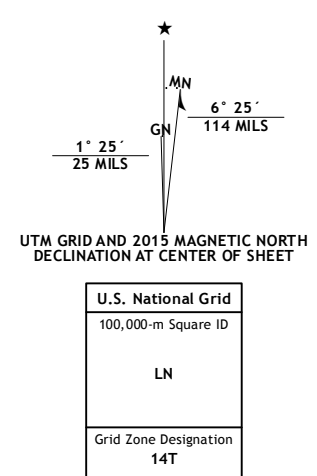 ★
MN
GN
6° 25´
114 MILS
1° 25´
25 MILS
UTM GRID AND 2015 MAGNETIC NORTH
DECLINATION AT CENTER OF SHEET
U.S. National Grid
100,000-m Square ID
LN
Grid Zone Designation
14T